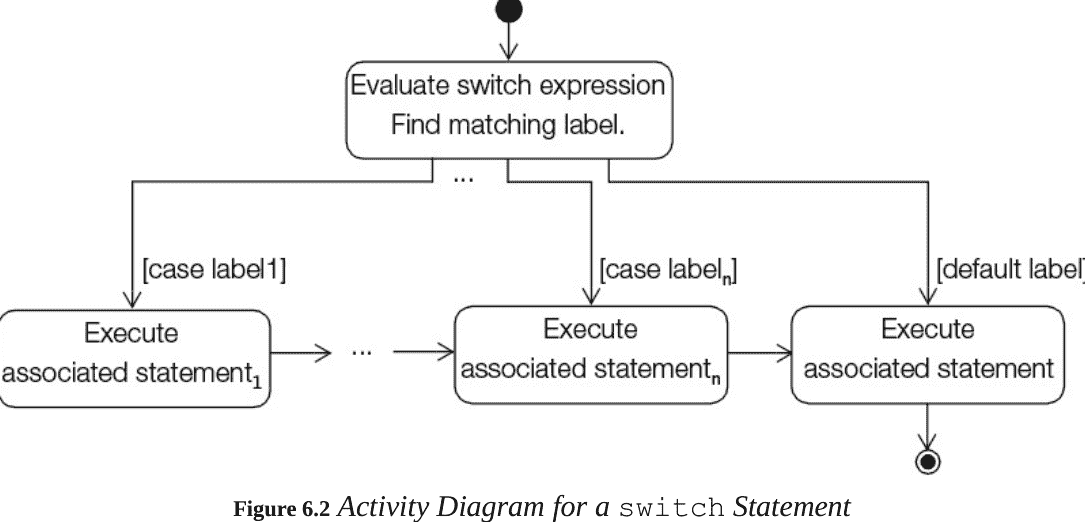 Evaluate switch expression
Find matching label.
...
[case label1]
[case labelₙ]
[default label]
Execute
associated statement₁
...
Execute
associated statementₙ
Execute
associated statement
Figure 6.2 Activity Diagram for a switch Statement